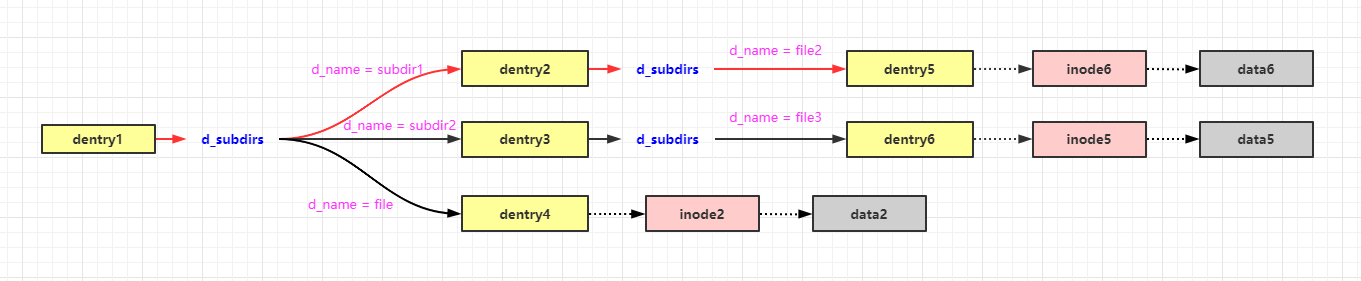 d_name = file2
d_name = subdir1
dentry2
d_subdirs
dentry5
inode6
data6
d_name = subdir2
d_name = file3
dentry1
d_subdirs
dentry3
d_subdirs
dentry6
inode5
data5
d_name = file
dentry4
inode2
data2